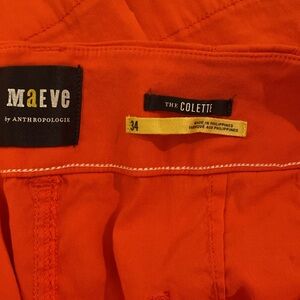 MaEVe
by ANTHROPOLOGIE
THE COLETTE
34
MADE IN PHILIPPINES
FABRIQUÉ AUX PHILIPPINES